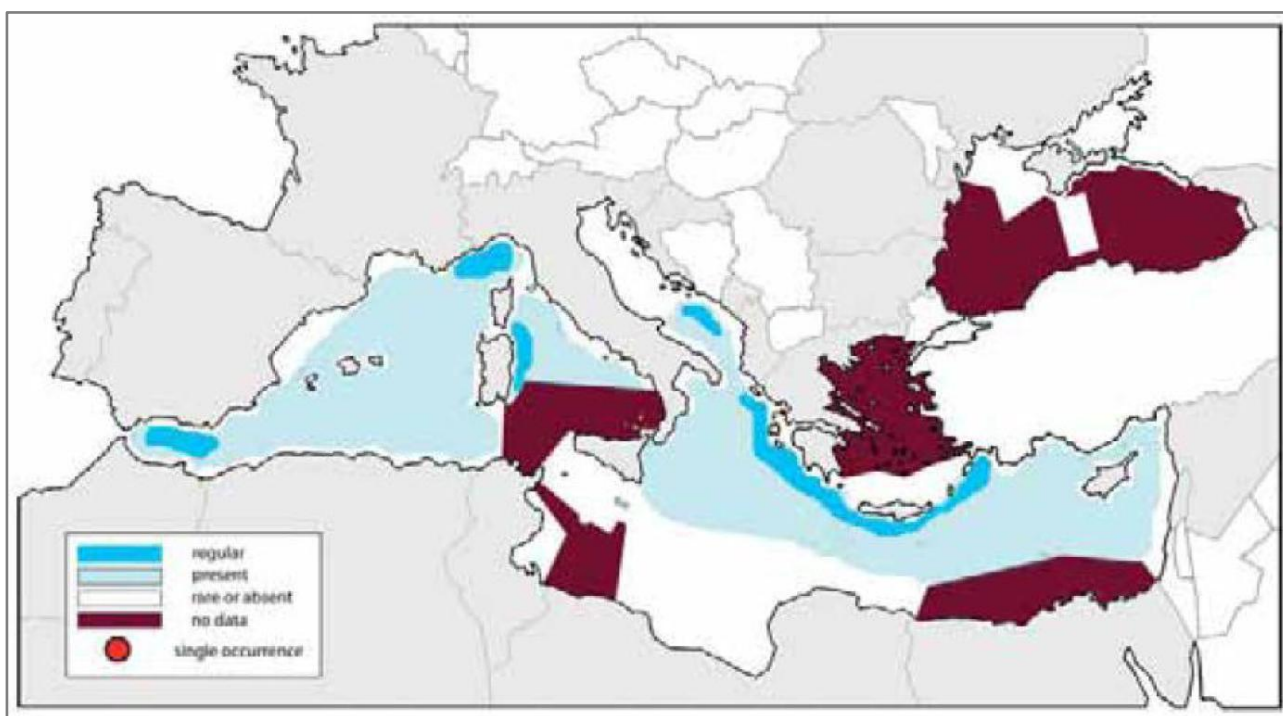 regular
present
rare or absent
no data
single occurrence